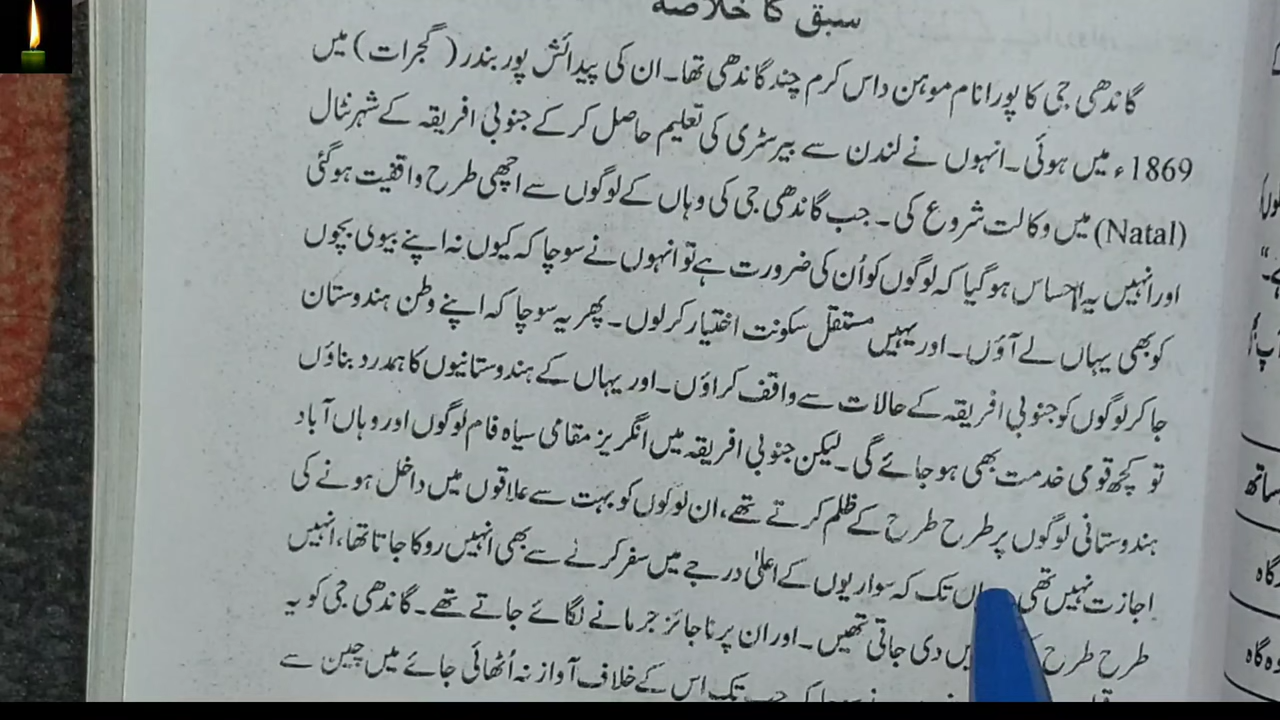 سبق کا خلاصہ
گاندھی جی کا پورا نام موہن داس کرم چند گاندھی تھا۔ ان کی پیدائش پور بندر (گجرات) میں
1869ء میں ہوئی۔ انہوں نے لندن سے بیرسٹری کی تعلیم حاصل کر کے جنوبی افریقہ کے شہر نٹال
(Natal) میں وکالت شروع کی۔ جب گاندھی جی کی وہاں کے لوگوں سے اچھی طرح واقفیت ہوگئی
اور انہیں یہ احساس ہوگیا کہ لوگوں کو اُن کی ضرورت ہے تو انہوں نے سوچا کہ کیوں نہ اپنے بیوی بچوں
کو بھی یہاں لے آؤں۔ اور یہیں مستقل سکونت اختیار کرلوں۔ پھر یہ سوچا کہ اپنے وطن ہندوستان
جا کر لوگوں کو جنوبی افریقہ کے حالات سے واقف کراؤں۔ اور یہاں کے ہندوستانیوں کا ہمدرد بناؤں
تو کچھ قومی خدمت بھی ہو جائے گی۔ لیکن جنوبی افریقہ میں انگریز مقامی سیاہ فام لوگوں اور وہاں آباد
ہندوستانی لوگوں پر طرح طرح کے ظلم کرتے تھے، ان لوگوں کو بہت سے علاقوں میں داخل ہونے کی
اجازت نہیں تھی تک کہ سواریوں کے اعلیٰ درجے میں سفر کرنے سے بھی انہیں روکا جاتا تھا، انہیں
طرح طرح دی جاتی تھیں۔ اور ان پر ناجائز جرمانے لگائے جاتے تھے۔ گاندھی جی کو یہ
جب تک اس کے خلاف آواز نہ اُٹھائی جائے میں چین سے
ساتھ
گاہ
وہ گاہ